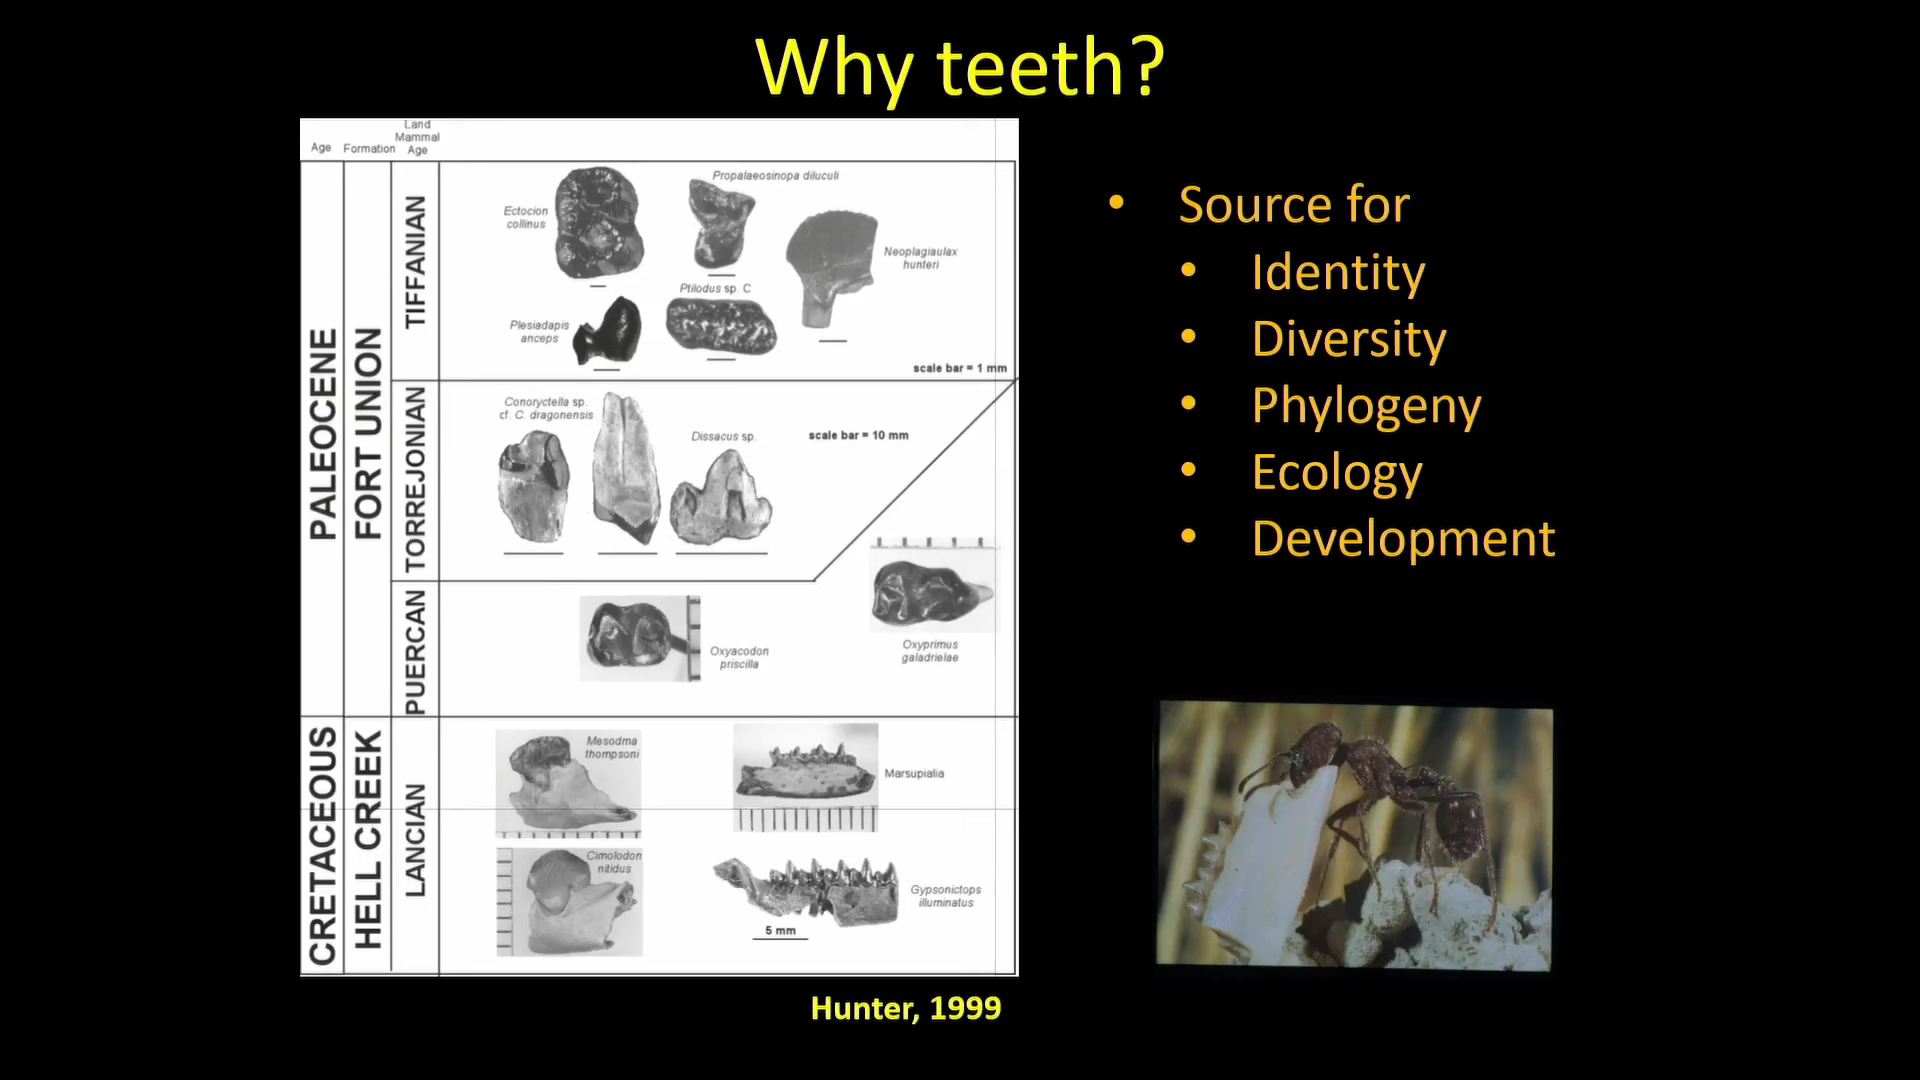 Why teeth?
Land
Mammal
Age Formation Age
PALEOCENE
FORT UNION
TIFFANIAN
Propalaeosinopa diluculi
Ectocion
collinus
Neoplagiaulax
hunteri
Ptilodus sp. C
Plesiadapis
anceps
scale bar = 1 mm
TORREJONIAN
Conoryctella sp.
cf. C. dragonensis
Dissacus sp.
scale bar = 10 mm
PUERCAN
Oxyacodon
priscilla
Oxyprimus
galadrielae
CRETACEOUS
HELL CREEK
LANCIAN
Mesodma
thompsoni
Marsupialia
Cimolodon
nitidus
Gypsonictops
illuminatus
5 mm
Hunter, 1999
• Source for
• Identity
• Diversity
• Phylogeny
• Ecology
• Development